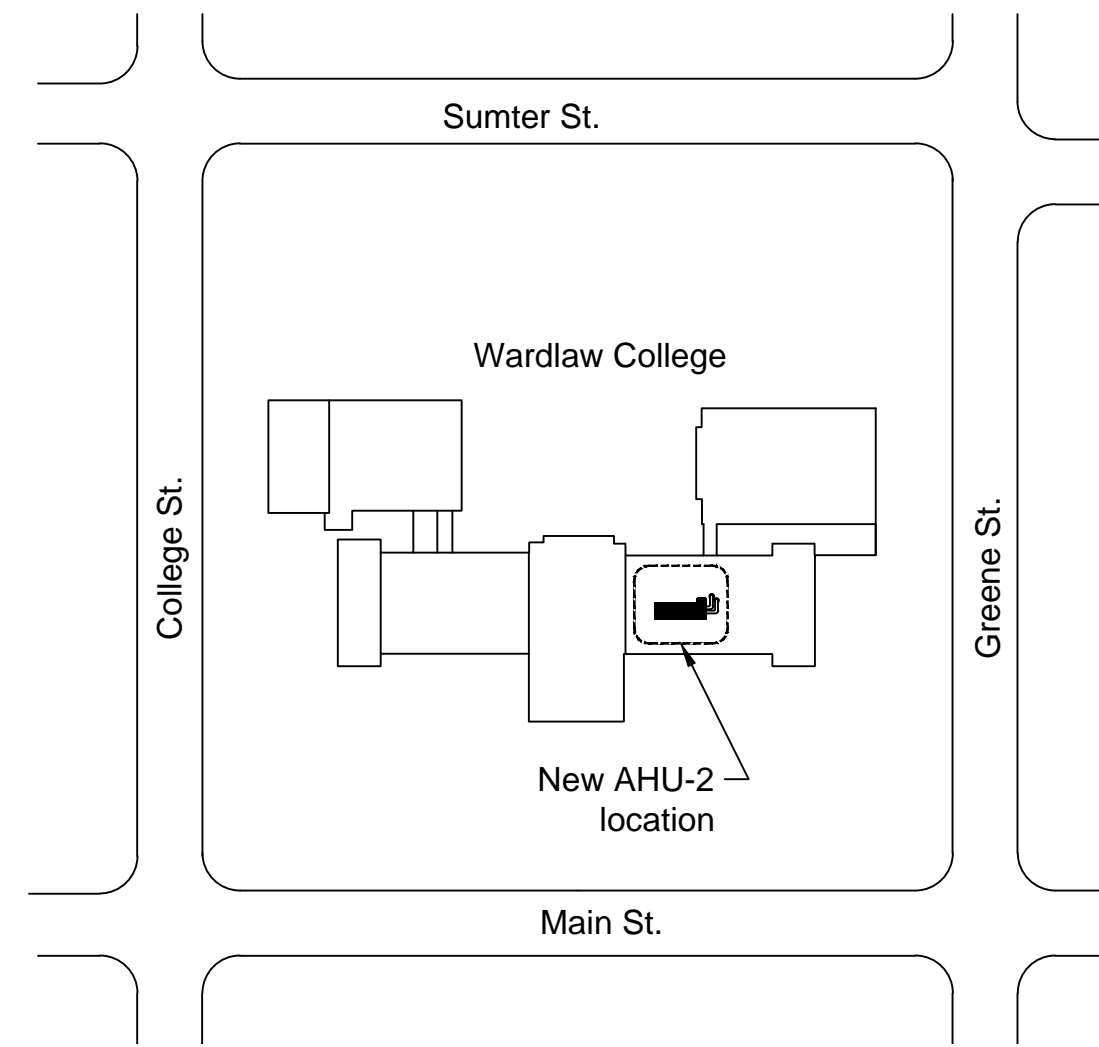 Sumter St.
Wardlaw College
College St.
Greene St.
New AHU-2
location
Main St.